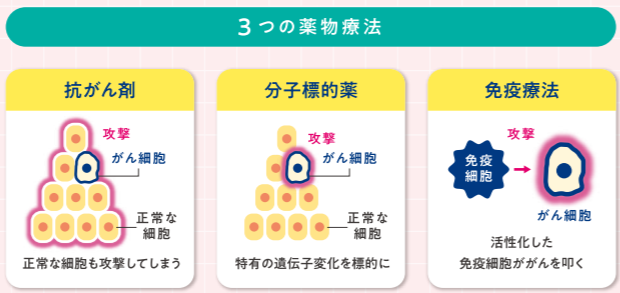 3つの薬物療法
抗がん剤
攻撃
がん細胞
正常な
細胞
正常な細胞も攻撃してしまう
分子標的薬
攻撃
がん細胞
正常な
細胞
特有の遺伝子変化を標的に
免疫療法
攻撃
免疫
細胞
がん細胞
活性化した
免疫細胞ががんを叩く